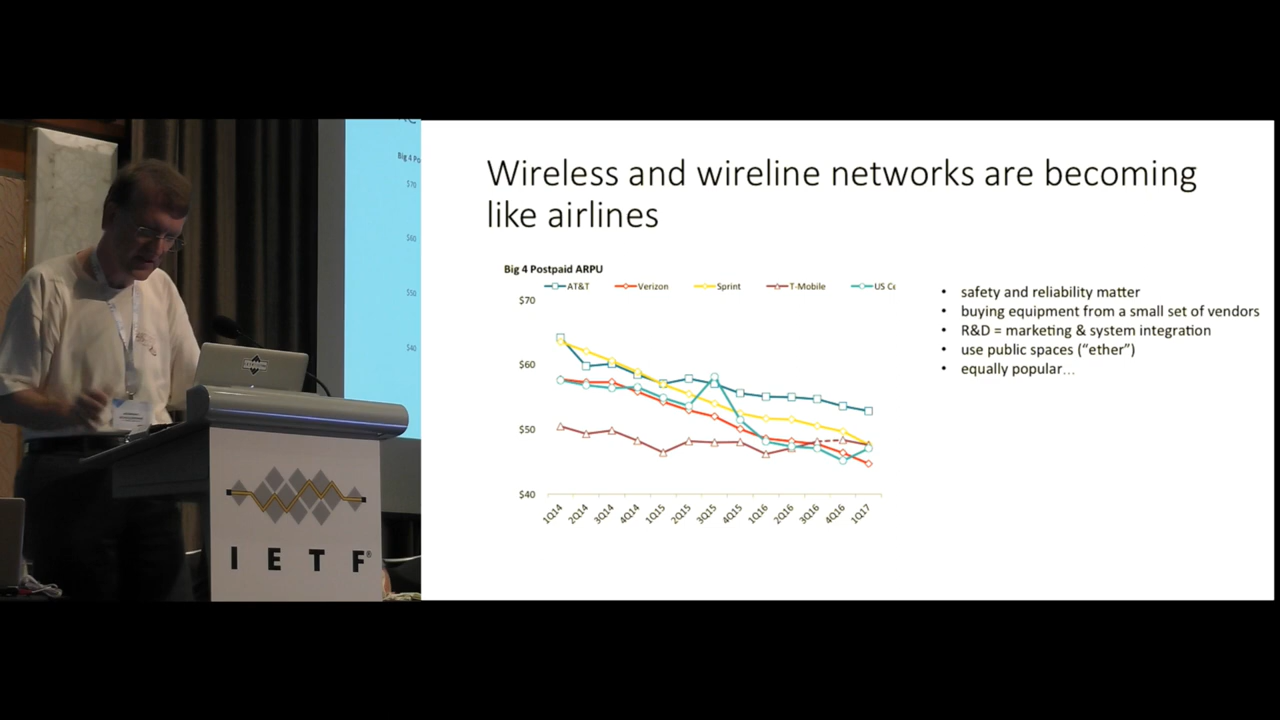 Big 4 Po
$70
$60
$50
$40
I E T F®
Wireless and wireline networks are becoming
like airlines
Big 4 Postpaid ARPU
AT&T Verizon Sprint T-Mobile US Ce
$70
$60
$50
$40
1Q14 2Q14 3Q14 4Q14 1Q15 2Q15 3Q15 4Q15 1Q16 2Q16 3Q16 4Q16 1Q17
• safety and reliability matter
• buying equipment from a small set of vendors
• R&D = marketing & system integration
• use public spaces (“ether”)
• equally popular…